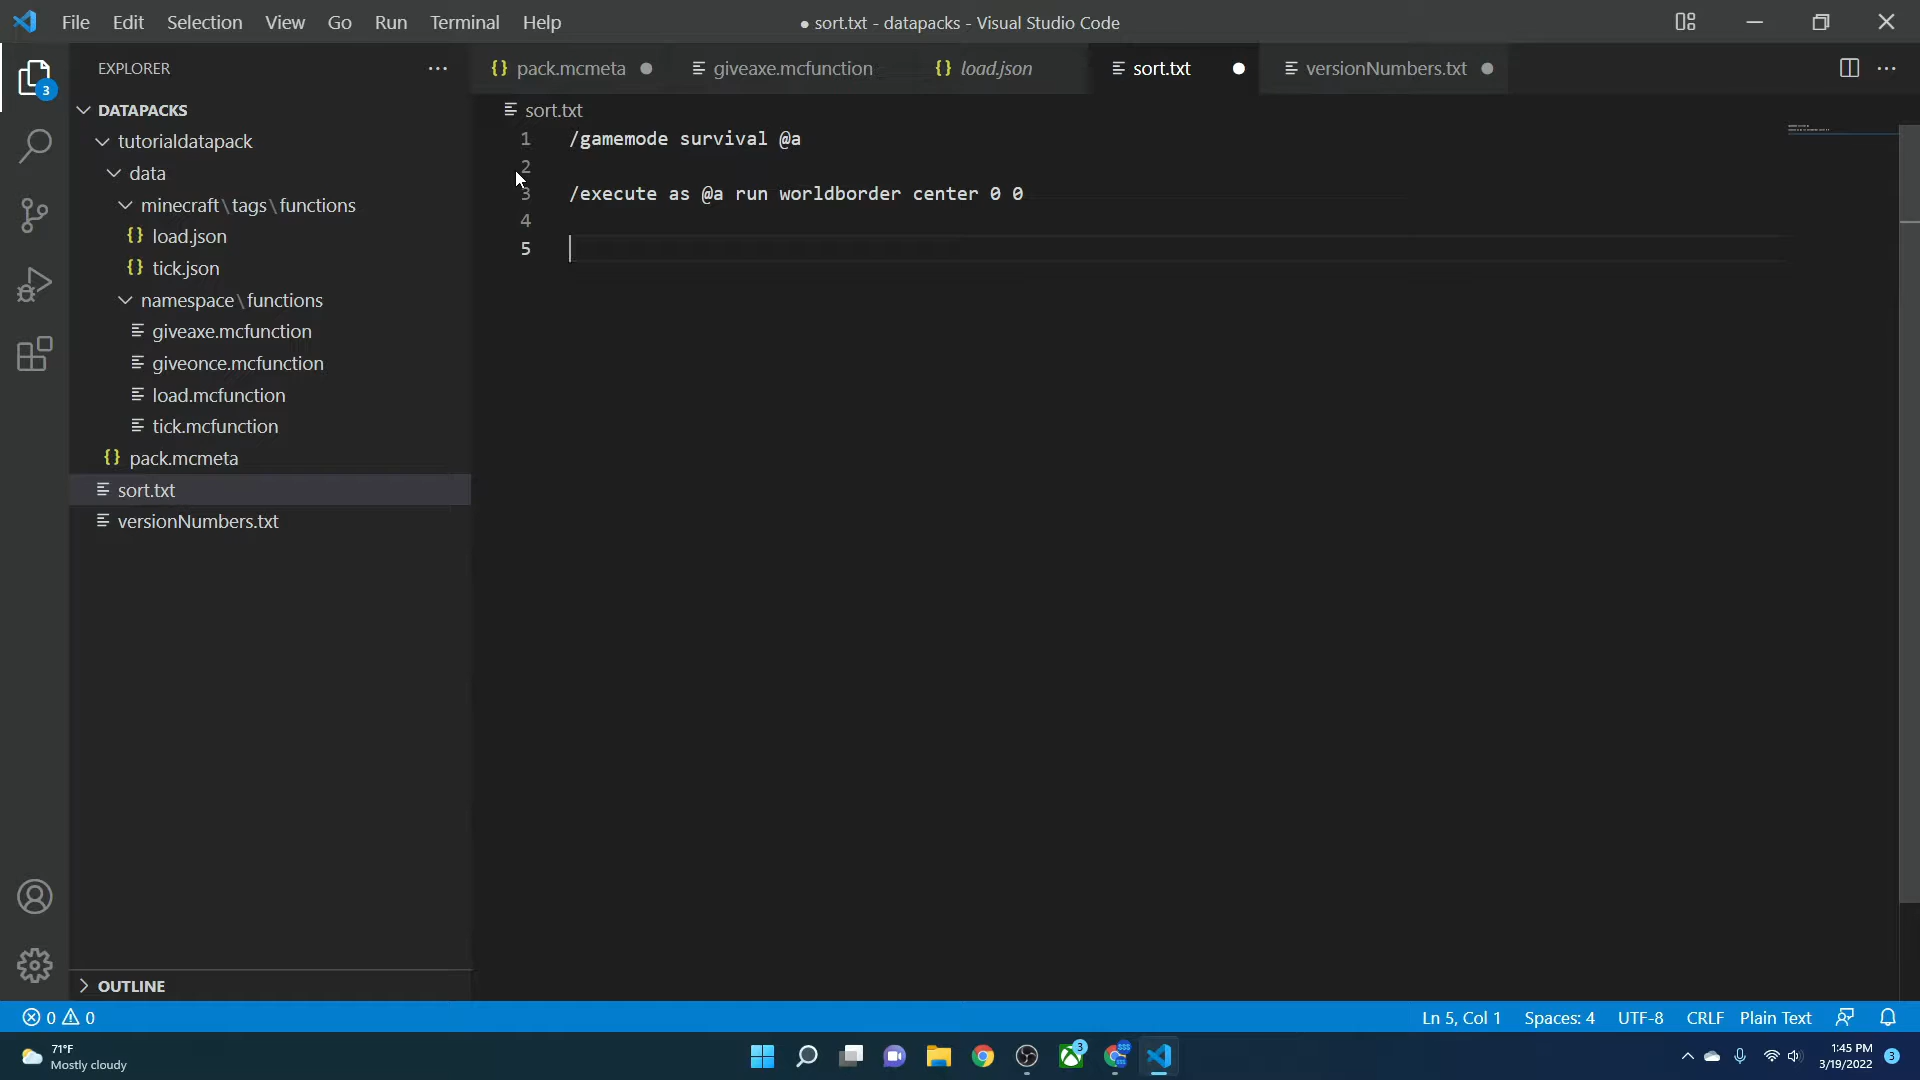 File Edit Selection View Go Run Terminal Help
● sort.txt - datapacks - Visual Studio Code
EXPLORER
pack.mcmeta
giveaxe.mcfunction
load.json
sort.txt
versionNumbers.txt
3
DATAPACKS
tutorialdatapack
data
minecraft\tags\functions
load.json
tick.json
namespace\functions
giveaxe.mcfunction
giveonce.mcfunction
load.mcfunction
tick.mcfunction
pack.mcmeta
sort.txt
versionNumbers.txt
OUTLINE
sort.txt
1 /gamemode survival @a
2
3 /execute as @a run worldborder center 0 0
4
5
0 0
Ln 5, Col 1 Spaces: 4 UTF-8 CRLF Plain Text
71°F
Mostly cloudy
3
1:45 PM
3/19/2022
3